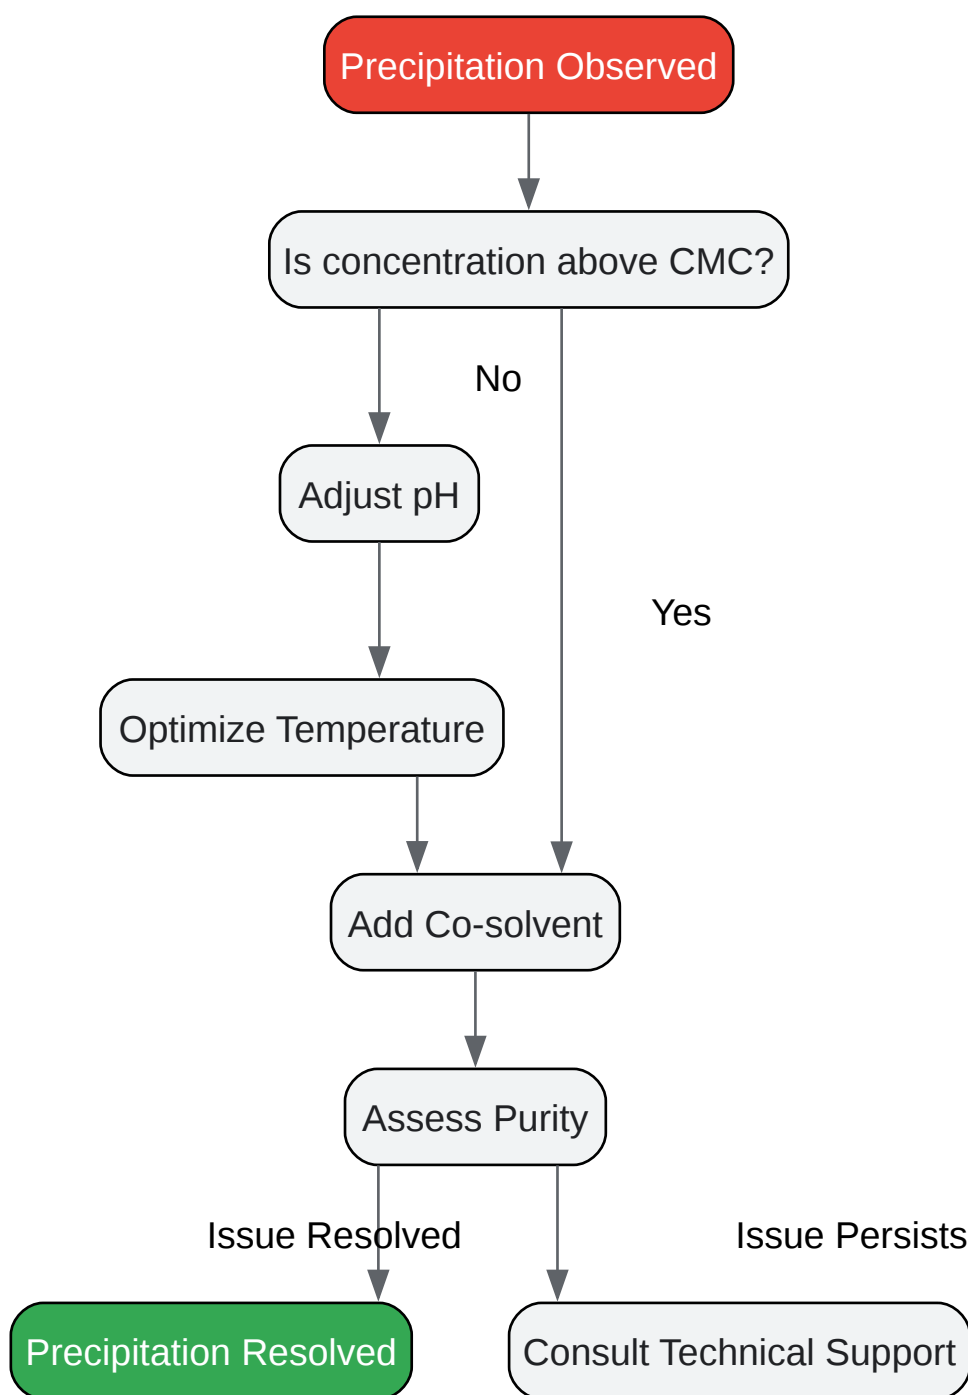 Precipitation Observed
Is concentration above CMC?
No
Adjust pH
Yes
Optimize Temperature
Add Co-solvent
Assess Purity
Issue Resolved
Issue Persists
Precipitation Resolved
Consult Technical Support